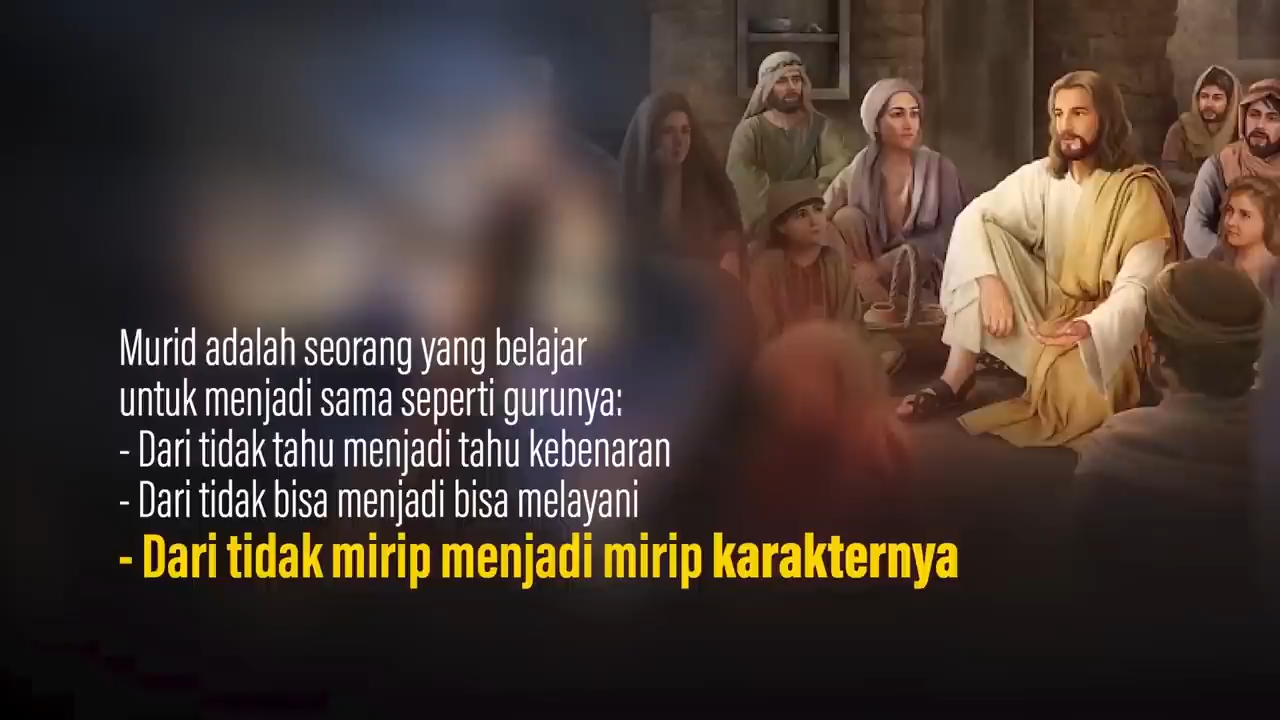 Murid adalah seorang yang belajar
untuk menjadi sama seperti gurunya:
- Dari tidak tahu menjadi tahu kebenaran
- Dari tidak bisa menjadi bisa melayani
- Dari tidak mirip menjadi mirip karakternya